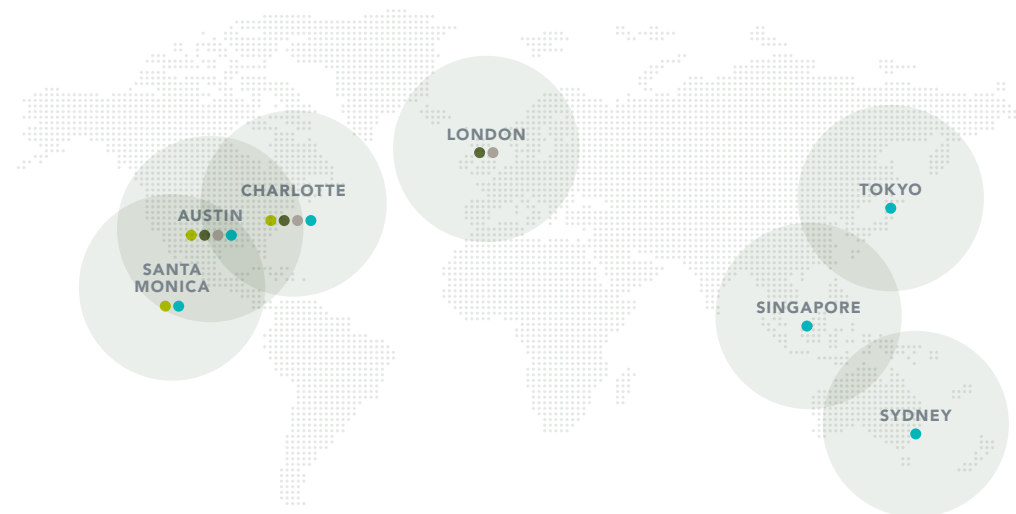 LONDON
CHARLOTTE
AUSTIN
SANTA
MONICA
TOKYO
SINGAPORE
SYDNEY